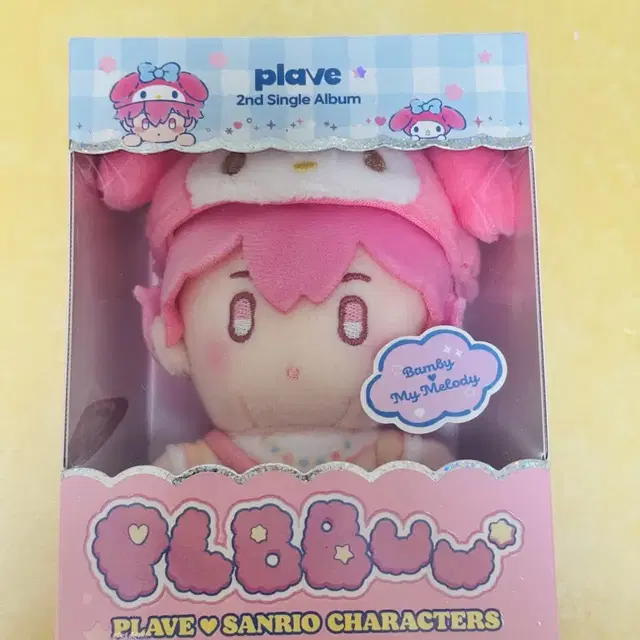 plave
2nd Single Album
Bamby
My Melody
PLBBUU
PLAVE ♥ SANRIO CHARACTERS